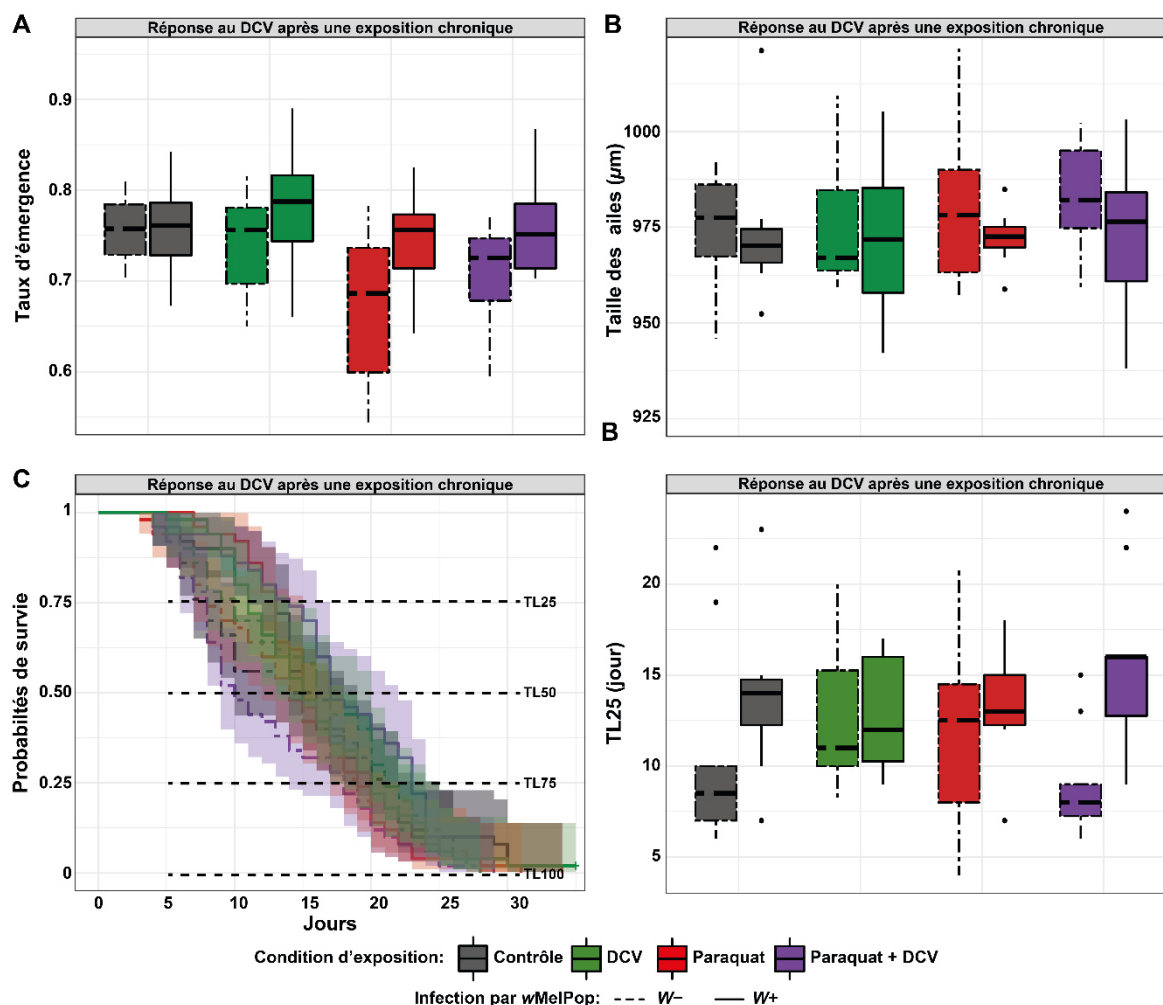 A
Réponse au DCV après une exposition chronique
Taux d'émergence
0.9
0.8
0.7
0.6
B
Réponse au DCV après une exposition chronique
Taille des ailes (µm)
1000
975
950
925
C
Réponse au DCV après une exposition chronique
Probabiltés de survie
1
0.75
0.50
0.25
0
TL25
TL50
TL75
TL100
0 5 10 15 20 25 30
Jours
B
Réponse au DCV après une exposition chronique
TL25 (jour)
20
15
10
5
Condition d'exposition: Contrôle DCV Paraquat Paraquat + DCV
Infection par wMelPop: W− W+